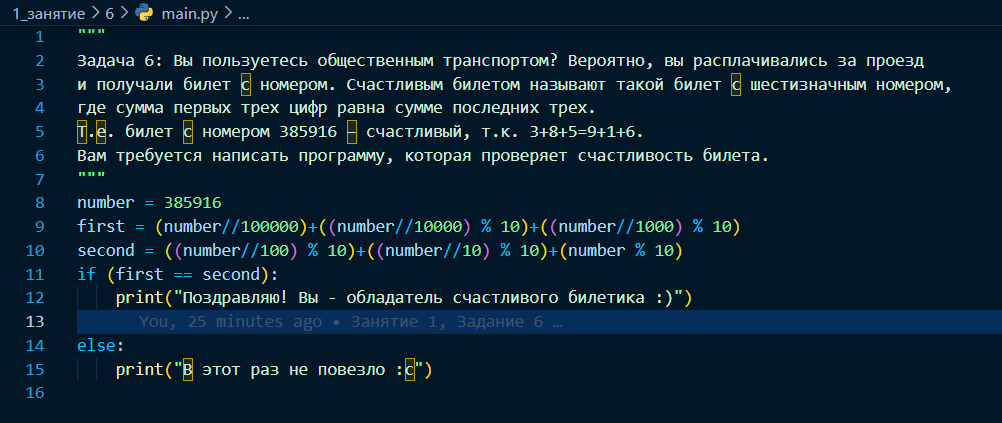 1_занятие > 6 > main.py > ...
1 """
2 Задача 6: Вы пользуетесь общественным транспортом? Вероятно, вы расплачивались за проезд
3 и получали билет с номером. Счастливым билетом называют такой билет с шестизначным номером,
4 где сумма первых трех цифр равна сумме последних трех.
5 Т.е. билет с номером 385916 – счастливый, т.к. 3+8+5=9+1+6.
6 Вам требуется написать программу, которая проверяет счастливость билета.
7 """
8 number = 385916
9 first = (number//100000)+((number//10000) % 10)+((number//1000) % 10)
10 second = ((number//100) % 10)+((number//10) % 10)+(number % 10)
11 if (first == second):
12     print("Поздравляю! Вы - обладатель счастливого билетика :)")
13 You, 25 minutes ago • Занятие 1, Задание 6 …
14 else:
15     print("В этот раз не повезло :с")
16